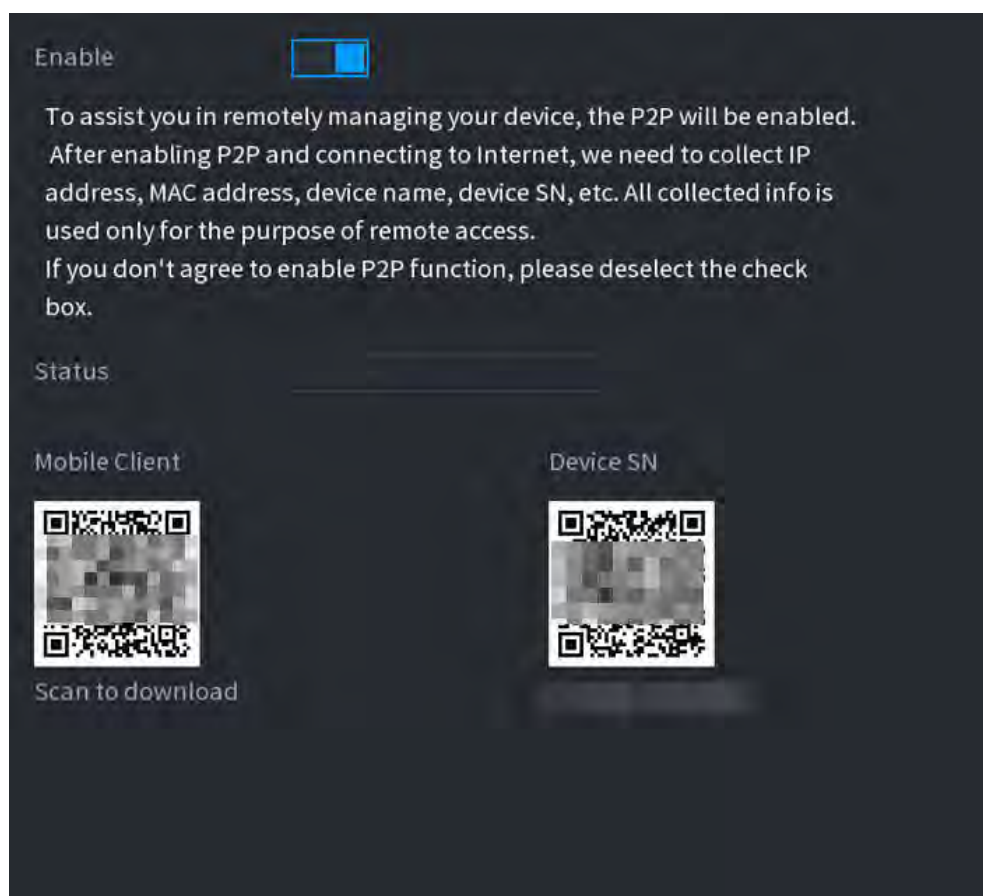 Enable
To assist you in remotely managing your device, the P2P will be enabled.
After enabling P2P and connecting to Internet, we need to collect IP
address, MAC address, device name, device SN, etc. All collected info is
used only for the purpose of remote access.
If you don't agree to enable P2P function, please deselect the check
box.
Status
Mobile Client
Device SN
Scan to download